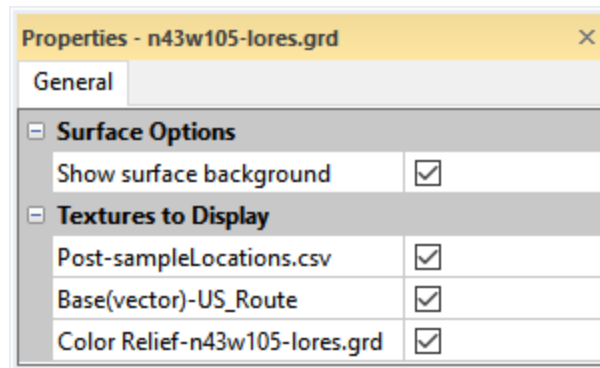 Properties - n43w105-lores.grd
General
Surface Options
Show surface background
Textures to Display
Post-sampleLocations.csv
Base(vector)-US_Route
Color Relief-n43w105-lores.grd